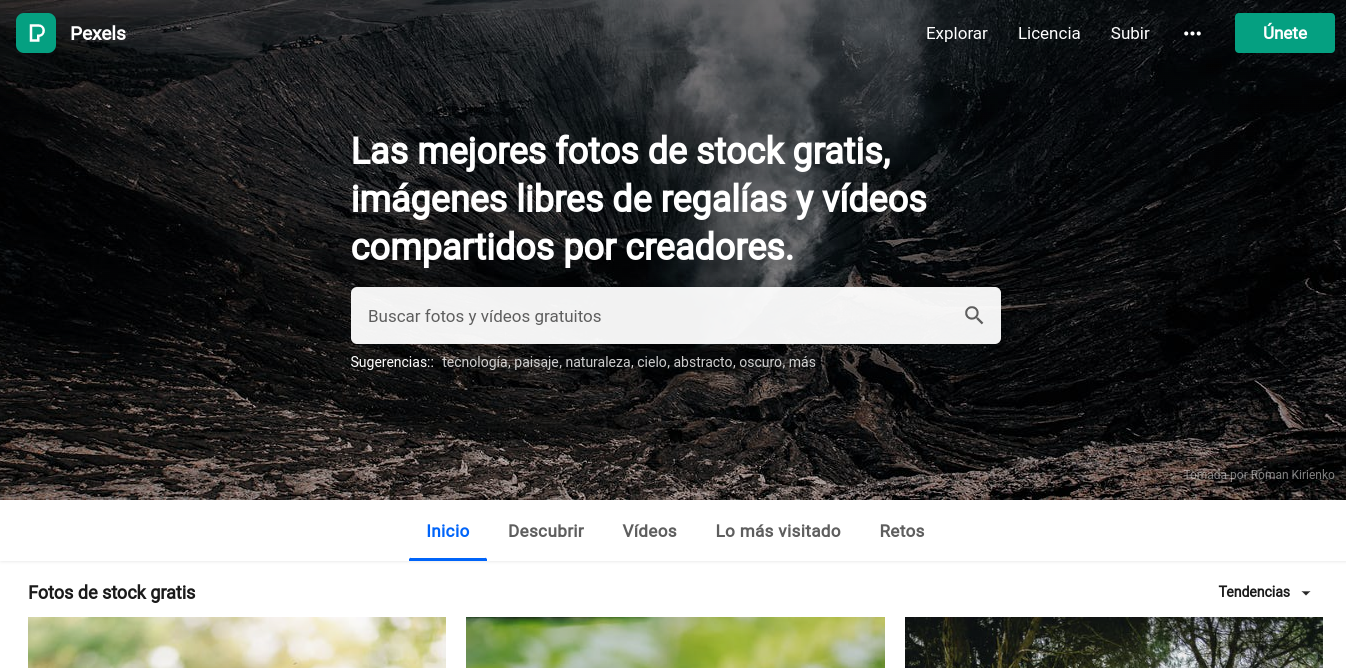 Pexels
Explorar
Licencia
Subir
Únete
Las mejores fotos de stock gratis,
imágenes libres de regalías y vídeos
compartidos por creadores.
Buscar fotos y vídeos gratuitos
Sugerencias:: tecnología, paisaje, naturaleza, cielo, abstracto, oscuro, más
Tomada por Roman Kirienko
Inicio
Descubrir
Vídeos
Lo más visitado
Retos
Fotos de stock gratis
Tendencias